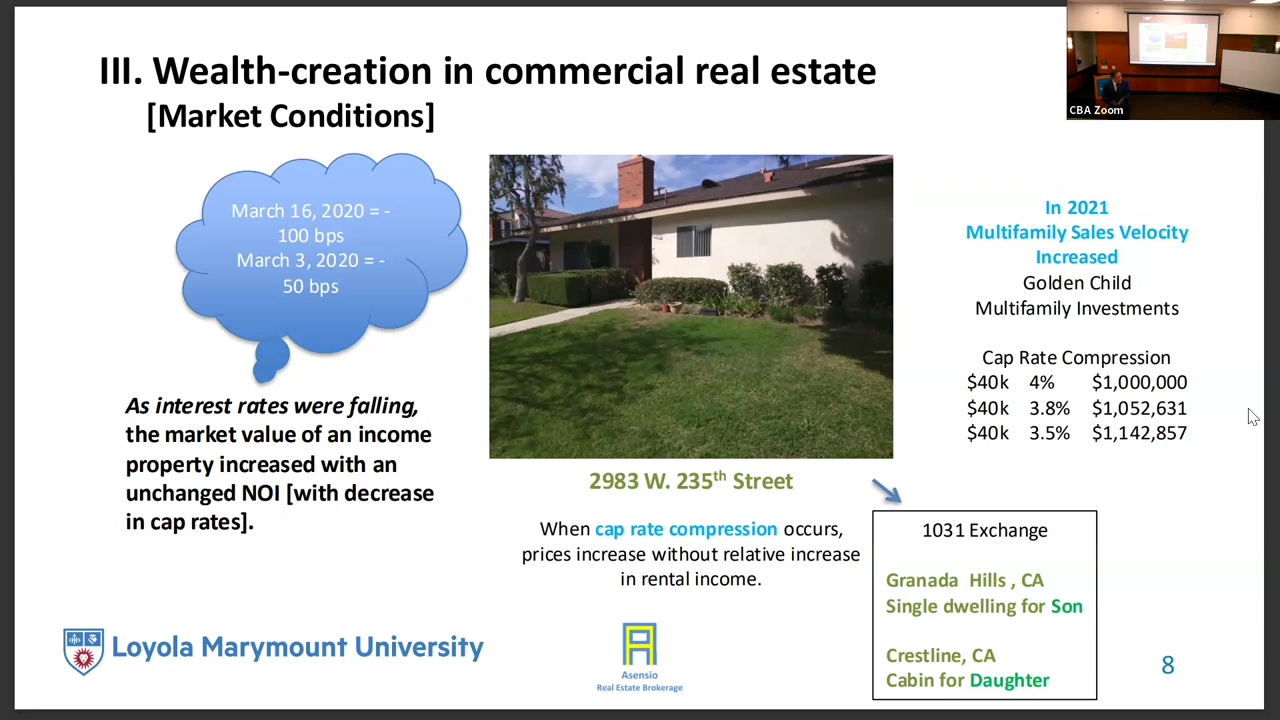 III. Wealth-creation in commercial real estate
[Market Conditions]
CBA Zoom
March 16, 2020 = -
100 bps
March 3, 2020 = -
50 bps
As interest rates were falling,
the market value of an income
property increased with an
unchanged NOI [with decrease
in cap rates].
2983 W. 235th Street
When cap rate compression occurs,
prices increase without relative increase
in rental income.
In 2021
Multifamily Sales Velocity
Increased
Golden Child
Multifamily Investments
Cap Rate Compression
$40k 4% $1,000,000
$40k 3.8% $1,052,631
$40k 3.5% $1,142,857
1031 Exchange
Granada Hills , CA
Single dwelling for Son
Crestline, CA
Cabin for Daughter
Loyola Marymount University
Asensio
Real Estate Brokerage
8